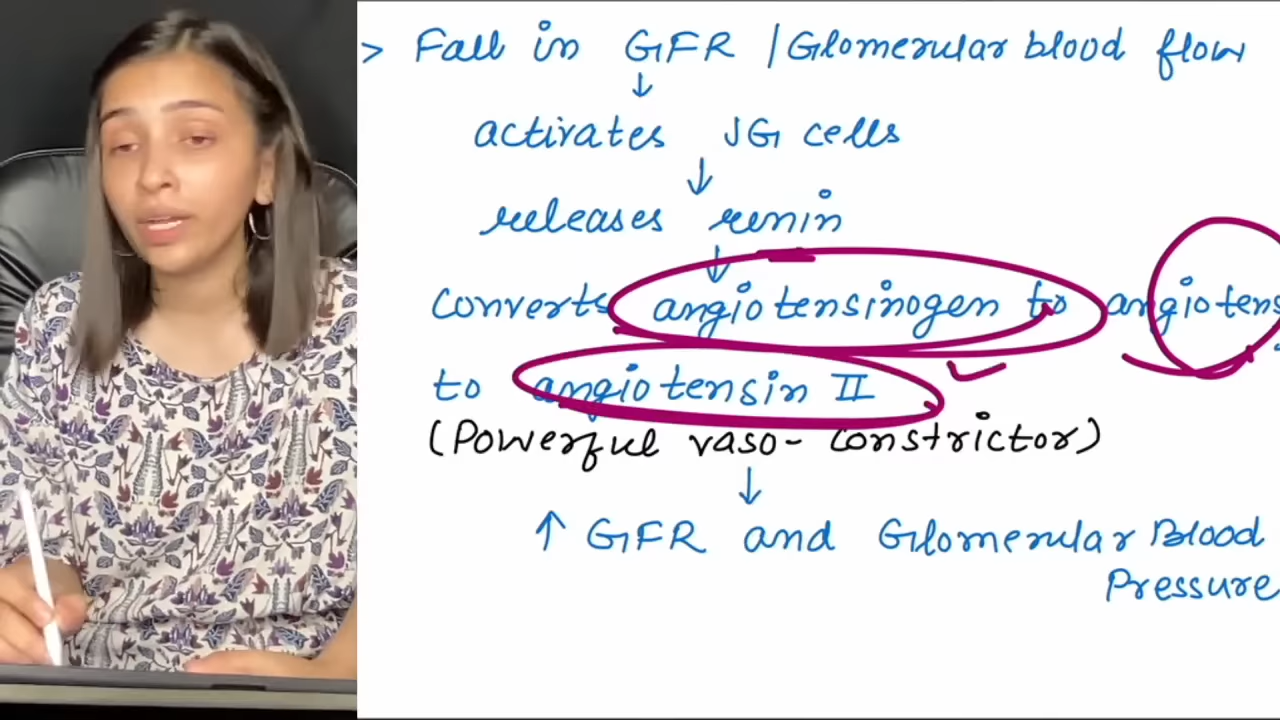 > Fall in GFR / Glomerular blood flow
↓
activates JG cells
↓
releases renin
↓
converts angiotensinogen to angiotens
to angiotensin II
(Powerful vaso-constrictor)
↓
↑ GFR and Glomerular Blood
Pressure